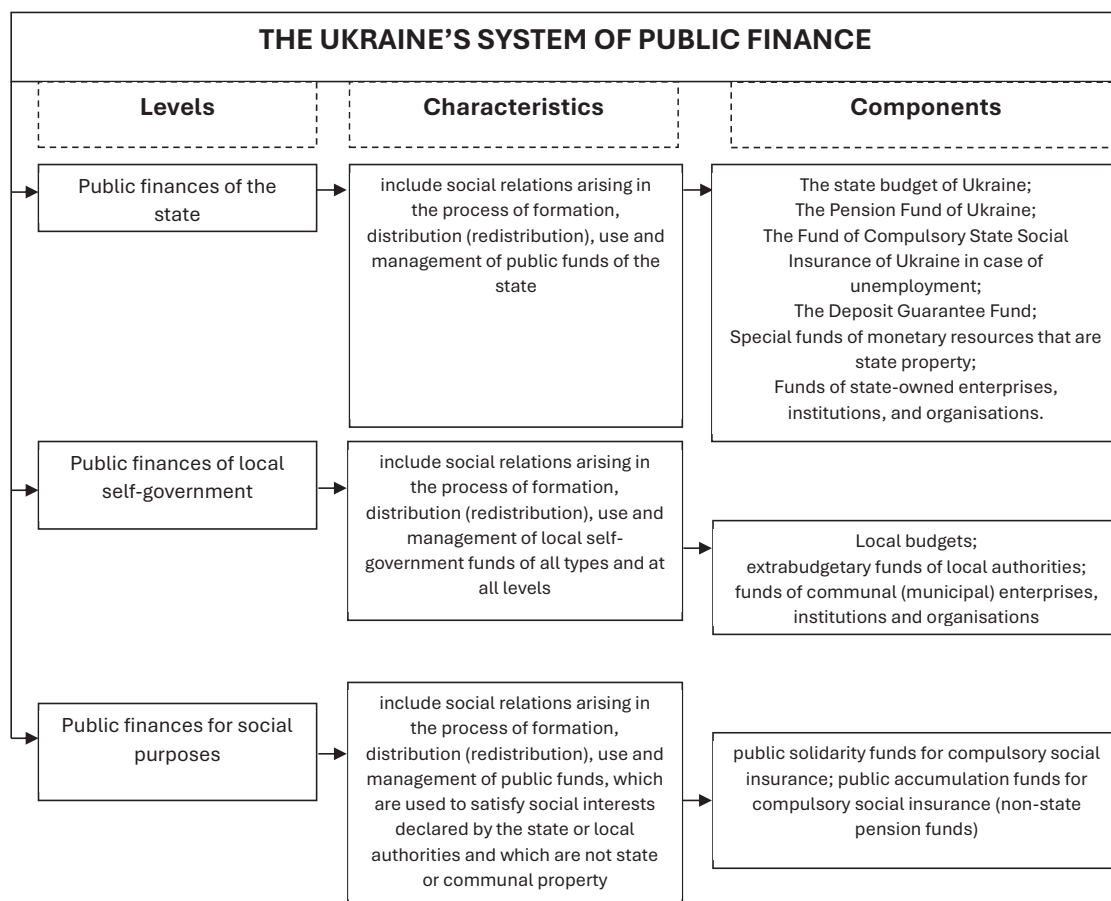 THE UKRAINE’S SYSTEM OF PUBLIC FINANCE
Levels
Characteristics
Components
Public finances of the
state
include social relations arising in
the process of formation,
distribution (redistribution), use and
management of public funds of the
state
The state budget of Ukraine;
The Pension Fund of Ukraine;
The Fund of Compulsory State Social
Insurance of Ukraine in case of
unemployment;
The Deposit Guarantee Fund;
Special funds of monetary resources that are
state property;
Funds of state-owned enterprises,
institutions, and organisations.
Public finances of local
self-government
include social relations arising in
the process of formation,
distribution (redistribution), use and
management of local self-
government funds of all types and at
all levels
Local budgets;
extrabudgetary funds of local authorities;
funds of communal (municipal) enterprises,
institutions and organisations
Public finances for social
purposes
include social relations arising in
the process of formation,
distribution (redistribution), use and
management of public funds, which
are used to satisfy social interests
declared by the state or local
authorities and which are not state
or communal property
public solidarity funds for compulsory social
insurance; public accumulation funds for
compulsory social insurance (non-state
pension funds)